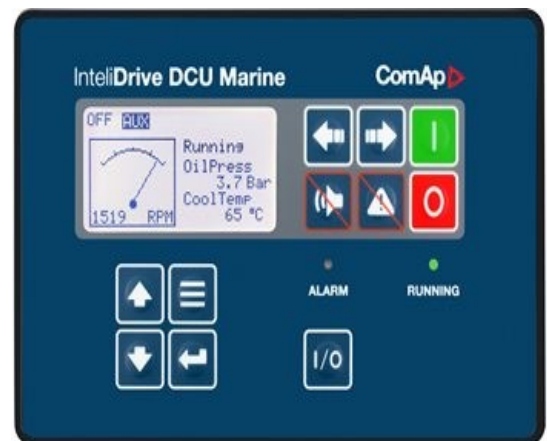 InteliDrive DCU Marine
ComAp
OFF AUX
Running
OilPress
3.7 Bar
CoolTemp
65 °C
1519 RPM
I
O
ALARM
RUNNING
I/O